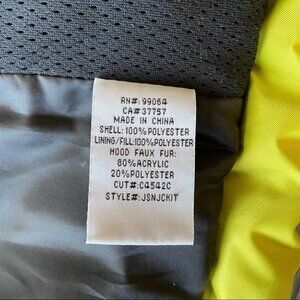 RN#: 99054
CA#37757
MADE IN CHINA
SHELL: 100%POLYESTER
LINING/FILL:100%POLYESTER
HOOD FAUX FUR:
80%ACRYLIC
20%POLYESTER
CUT#: C4542C
STYLE#: JSNJCKIT